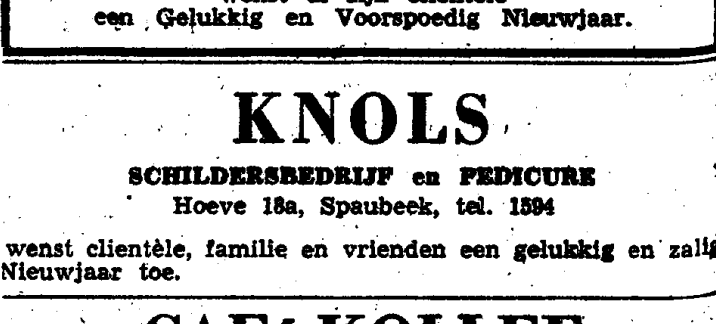 een Gelukkig en Voorspoedig Nieuwjaar.
KNOLS
SCHILDERSBEDRIJF en PEDICURE
Hoeve 18a, Spaubeek, tel. 1594
wenst clientèle, familie en vrienden een gelukkig en zalig
Nieuwjaar toe.